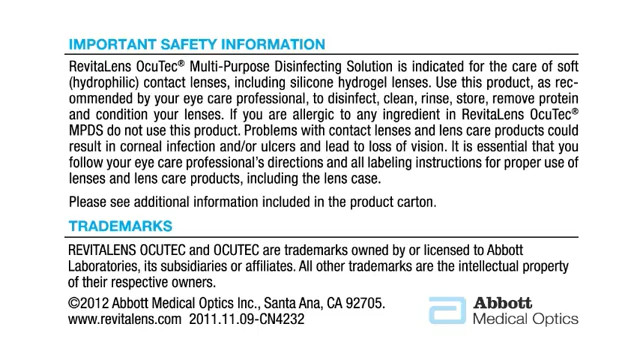 IMPORTANT SAFETY INFORMATION
RevitaLens OcuTec® Multi-Purpose Disinfecting Solution is indicated for the care of soft
(hydrophilic) contact lenses, including silicone hydrogel lenses. Use this product, as rec-
ommended by your eye care professional, to disinfect, clean, rinse, store, remove protein
and condition your lenses. If you are allergic to any ingredient in RevitaLens OcuTec®
MPDS do not use this product. Problems with contact lenses and lens care products could
result in corneal infection and/or ulcers and lead to loss of vision. It is essential that you
follow your eye care professional's directions and all labeling instructions for proper use of
lenses and lens care products, including the lens case.
Please see additional information included in the product carton.
TRADEMARKS
REVITALENS OCUTEC and OCUTEC are trademarks owned by or licensed to Abbott
Laboratories, its subsidiaries or affiliates. All other trademarks are the intellectual property
of their respective owners.
©2012 Abbott Medical Optics Inc., Santa Ana, CA 92705.
www.revitalens.com 2011.11.09-CN4232
Abbott
Medical Optics